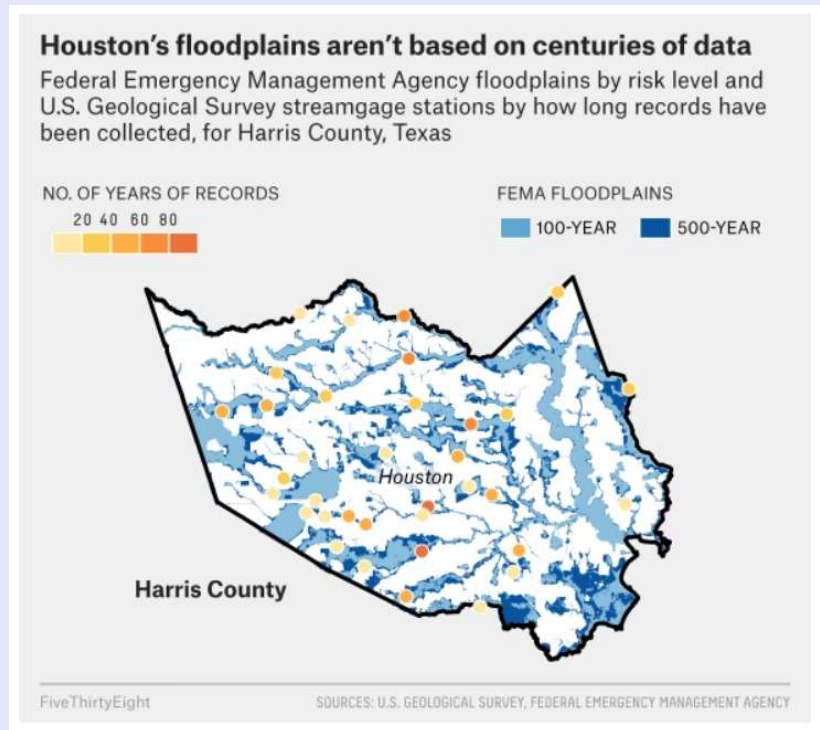 Houston's floodplains aren't based on centuries of data
Federal Emergency Management Agency floodplains by risk level and
U.S. Geological Survey streamgage stations by how long records have
been collected, for Harris County, Texas
NO. OF YEARS OF RECORDS
20 40 60 80
FEMA FLOODPLAINS
100-YEAR 500-YEAR
Houston
Harris County
FiveThirtyEight
SOURCES: U.S. GEOLOGICAL SURVEY, FEDERAL EMERGENCY MANAGEMENT AGENCY